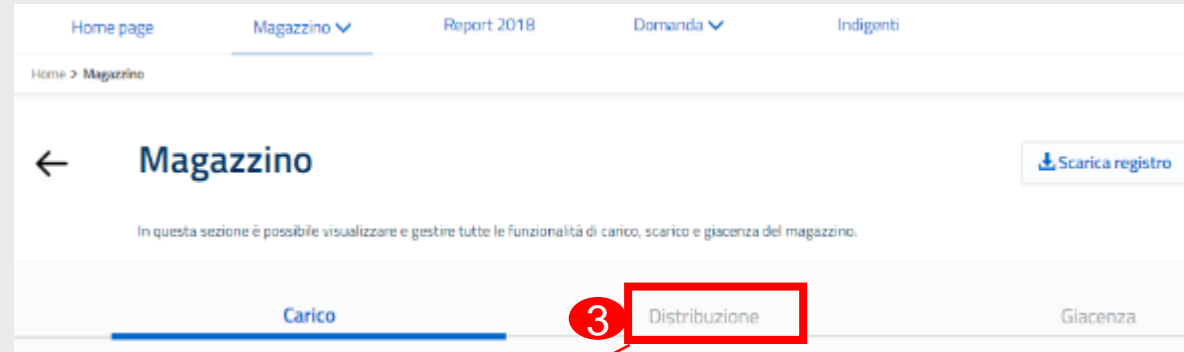 Home page Magazzino Report 2018 Domanda Indigenti
Home > Magazzino
Magazzino
Scarica registro
In questa sezione è possibile visualizzare e gestire tutte le funzionalità di carico, scarico e giacenza del magazzino.
Carico 3 Distribuzione Giacenza